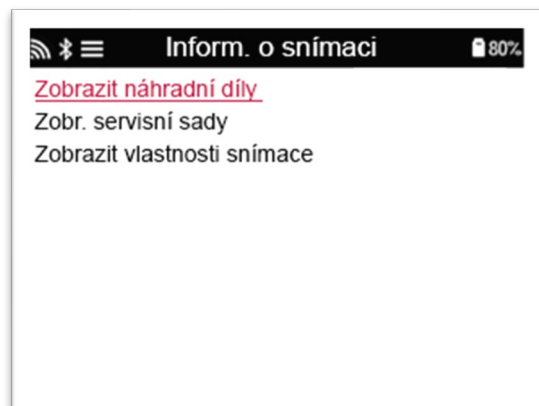 Inform. o snímaci 80%
Zobrazit náhradní díly
Zobr. servisní sady
Zobrazit vlastnosti snímace